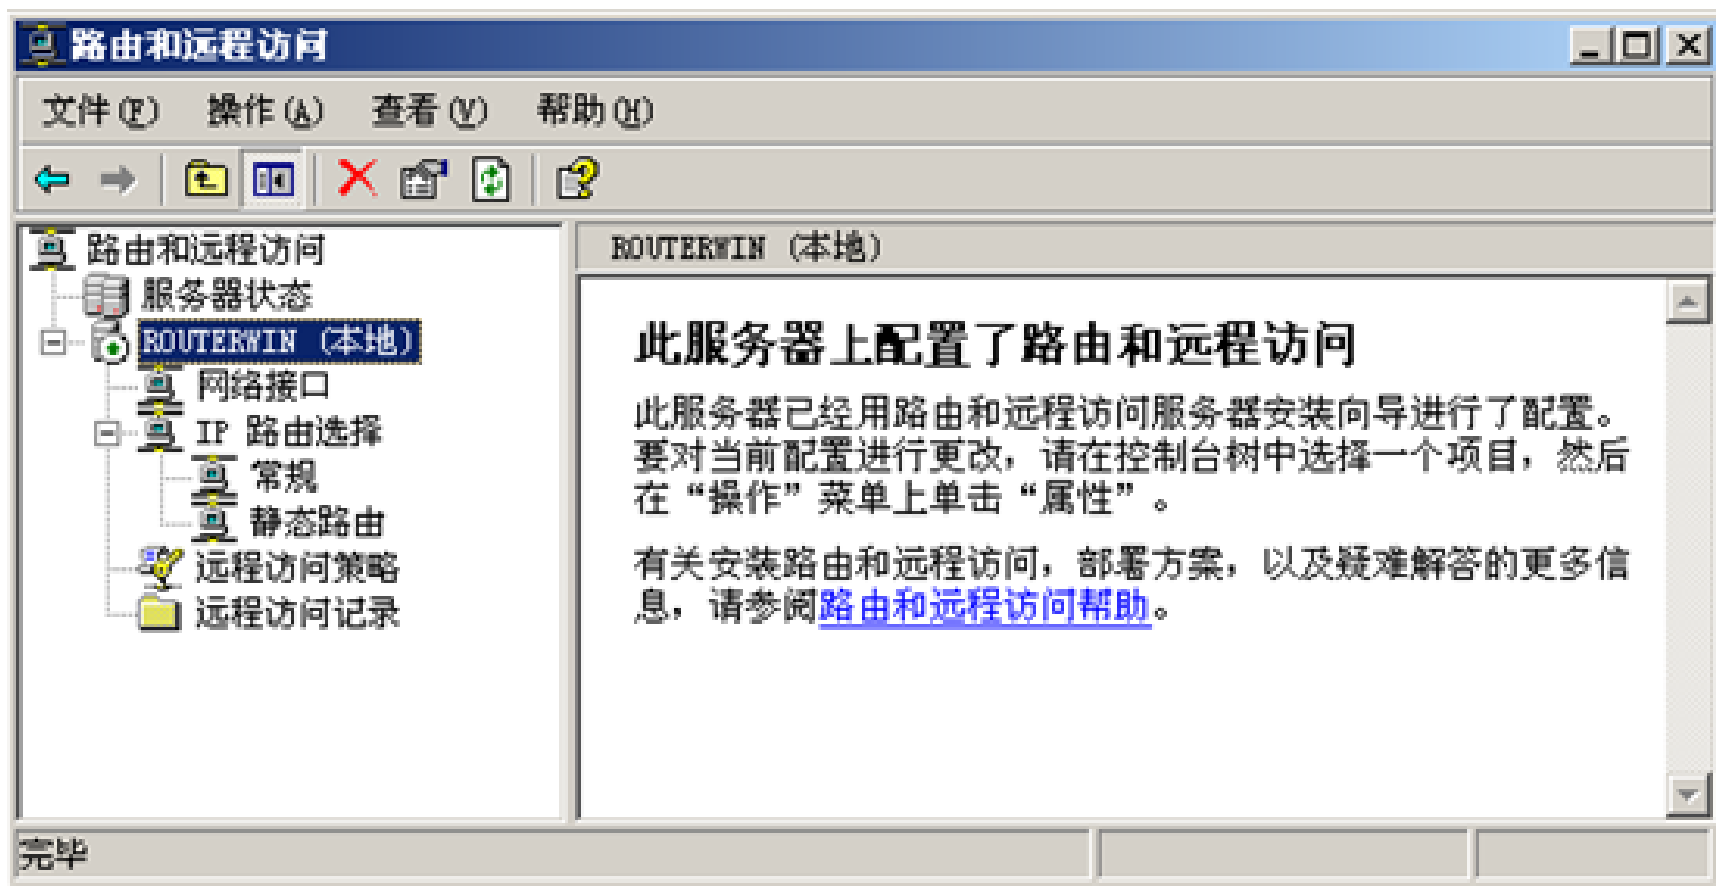 路由和远程访问
文件(F) 操作(A) 查看(V) 帮助(H)
路由和远程访问
服务器状态
ROUTERWIN (本地)
网络接口
IP 路由选择
常规
静态路由
远程访问策略
远程访问记录
ROUTERWIN (本地)
此服务器上配置了路由和远程访问
此服务器已经用路由和远程访问服务器安装向导进行了配置。
要对当前配置进行更改，请在控制台树中选择一个项目，然后
在“操作”菜单上单击“属性”。
有关安装路由和远程访问，部署方案，以及疑难解答的更多信
息，请参阅路由和远程访问帮助。
完毕